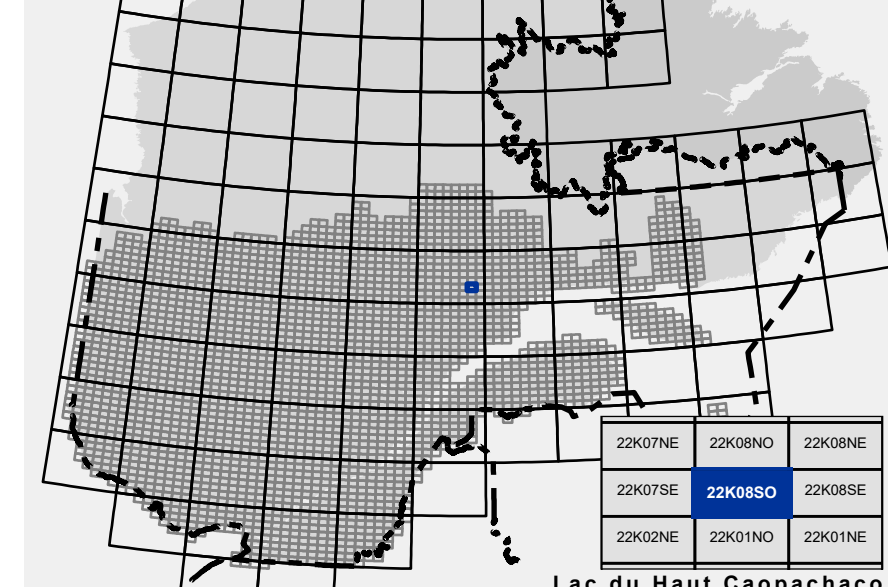 22K07NE 22K08NO 22K08NE
22K07SE 22K08SO 22K08SE
22K02NE 22K01NO 22K01NE
Lac du Haut Caopachaco